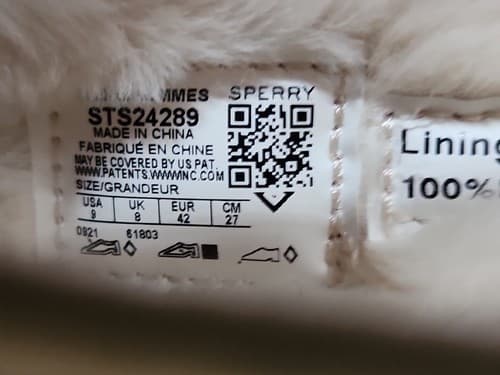 SPERRY
STS24289
MADE IN CHINA
FABRIQUÉ EN CHINE
MAY BE COVERED BY US PAT.
WWW.PATENTS.WWWINC.COM
SIZE/GRANDEUR
USA UK EUR CM
9 8 42 27
0921 61803
Lining
100%